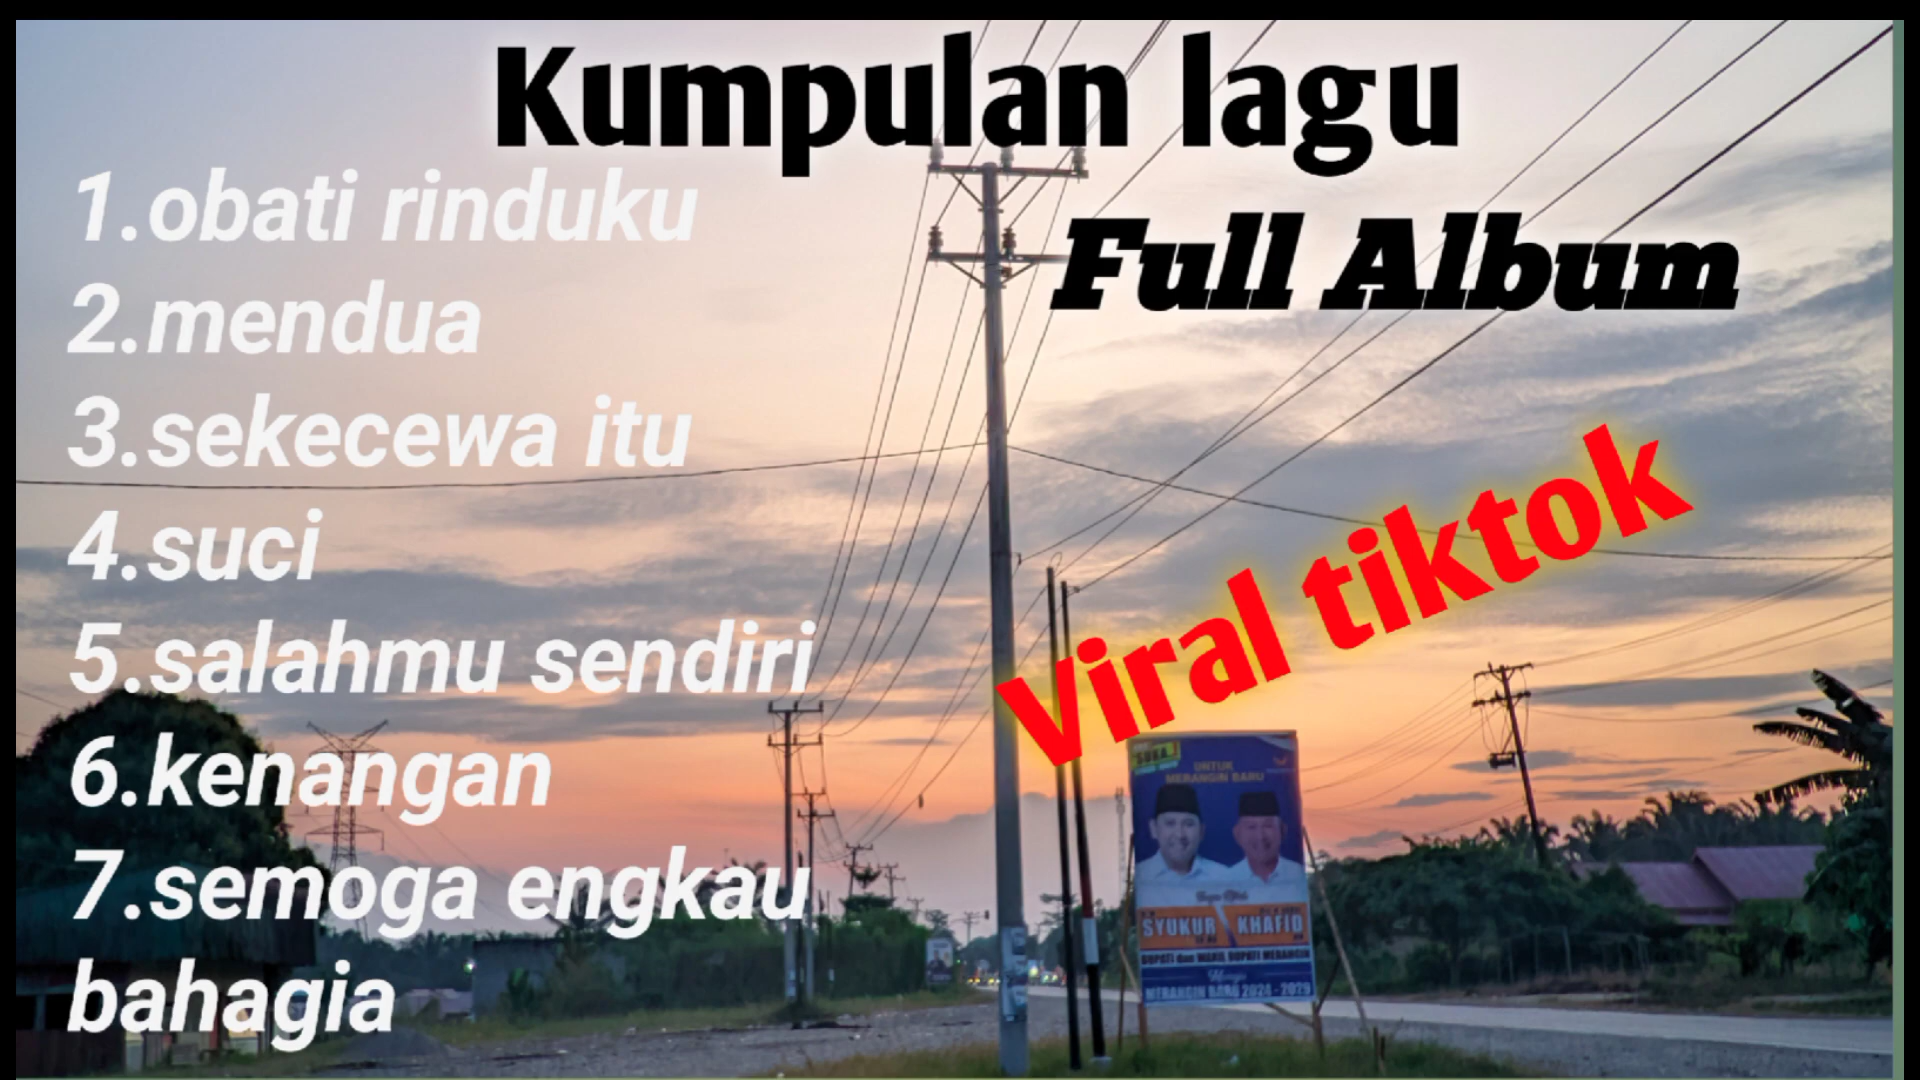 Kumpulan lagu
Full Album
1.obati rinduku
2.mendua
3.sekecewa itu
4.suci
5.salahmu sendiri
6.kenangan
7.semoga engkau
bahagia
Viral tiktok
SUKA
UNTUK
MERANGIN BARU
SYUKUR KHAFID
BUPATI dan WAKIL BUPATI MERANGIN
MERANGIN BARU 2024 - 2029